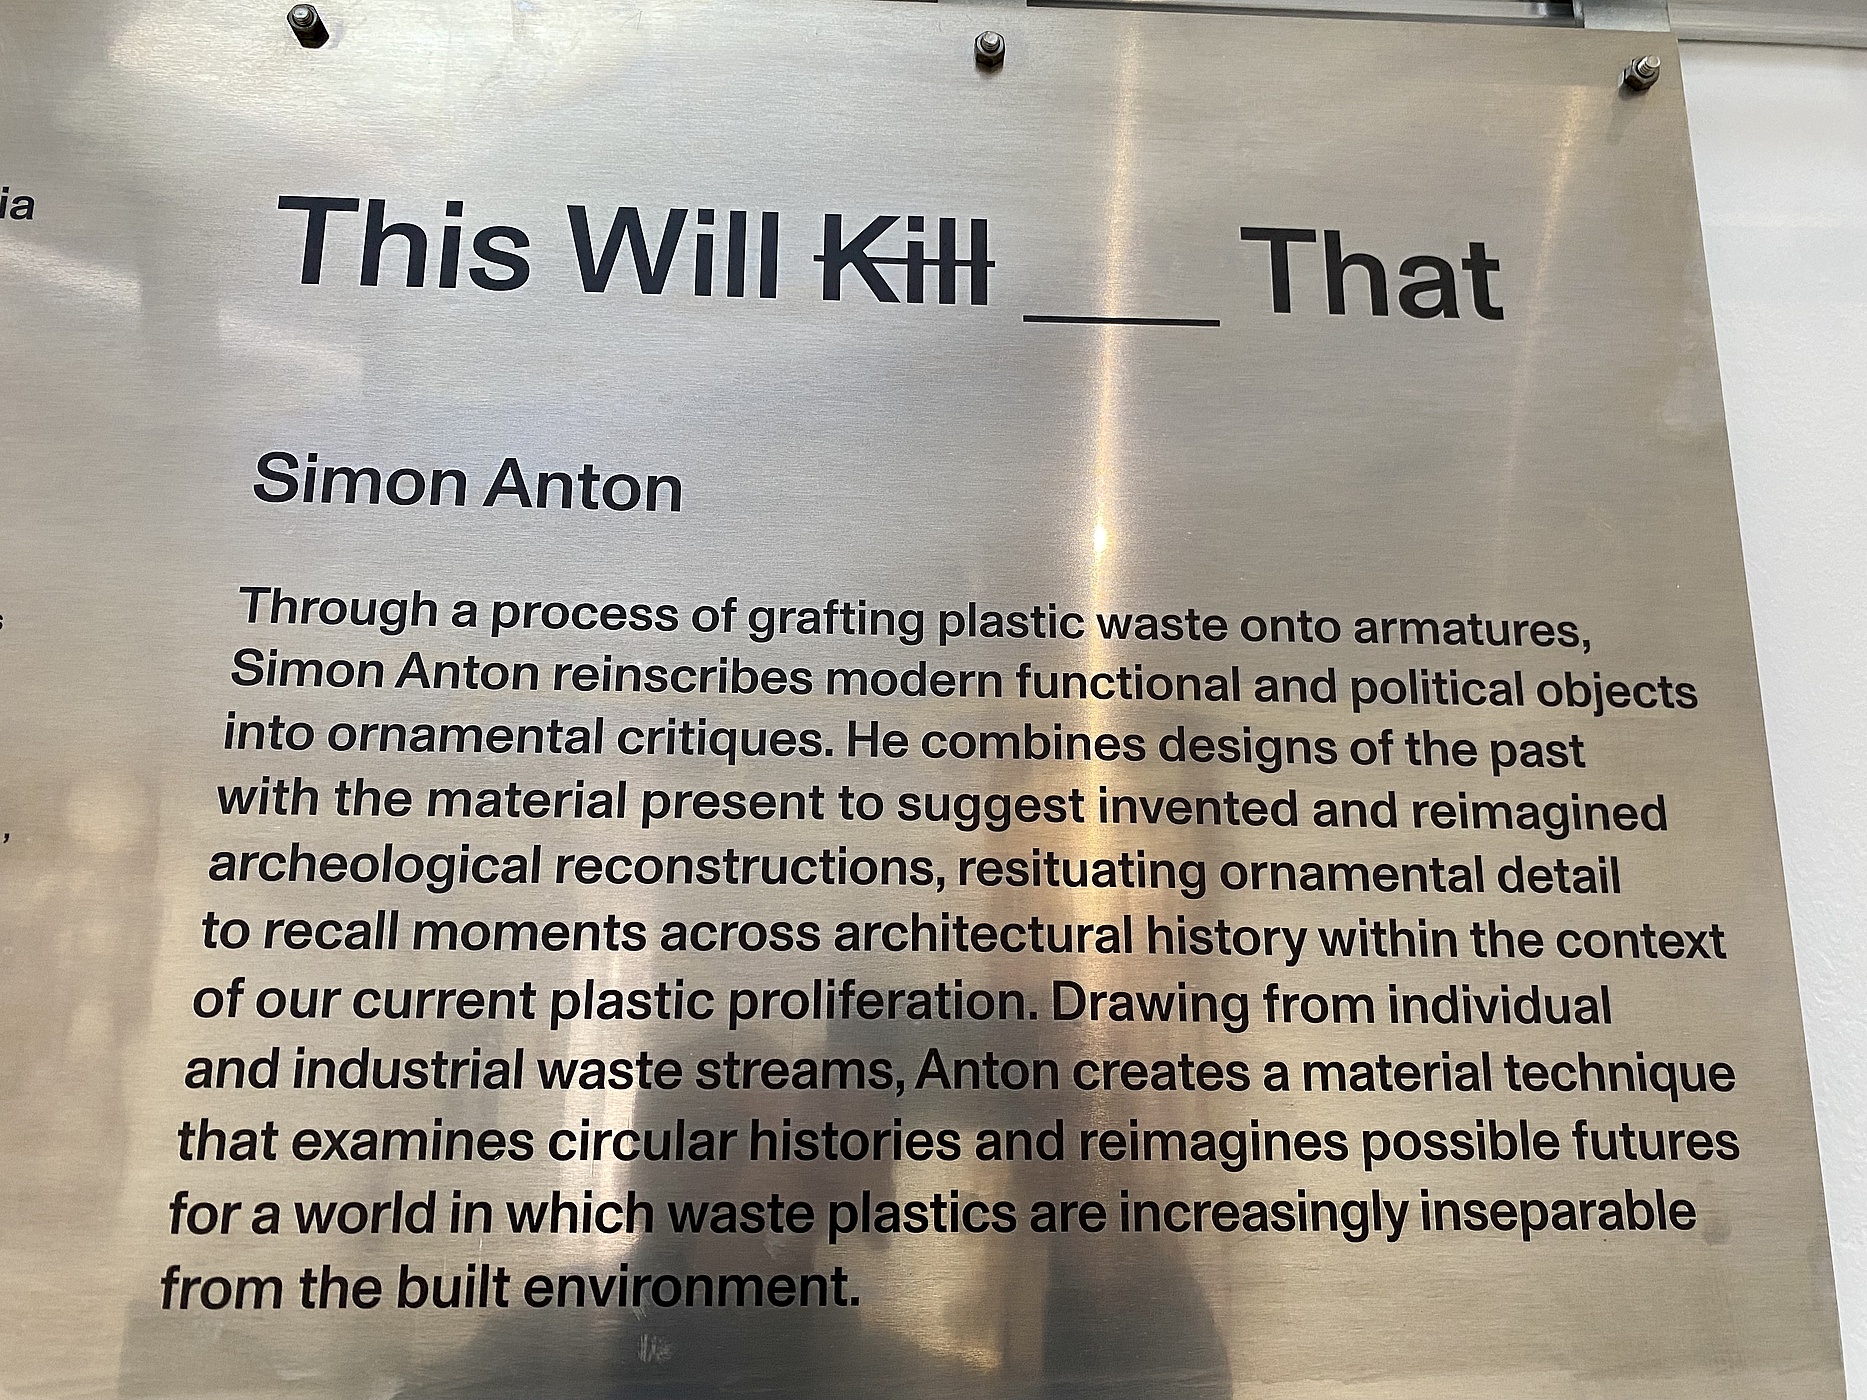 This Will Kill ____ That
Simon Anton
Through a process of grafting plastic waste onto armatures,
Simon Anton reinscribes modern functional and political objects
into ornamental critiques. He combines designs of the past
with the material present to suggest invented and reimagined
archeological reconstructions, resituating ornamental detail
to recall moments across architectural history within the context
of our current plastic proliferation. Drawing from individual
and industrial waste streams, Anton creates a material technique
that examines circular histories and reimagines possible futures
for a world in which waste plastics are increasingly inseparable
from the built environment.